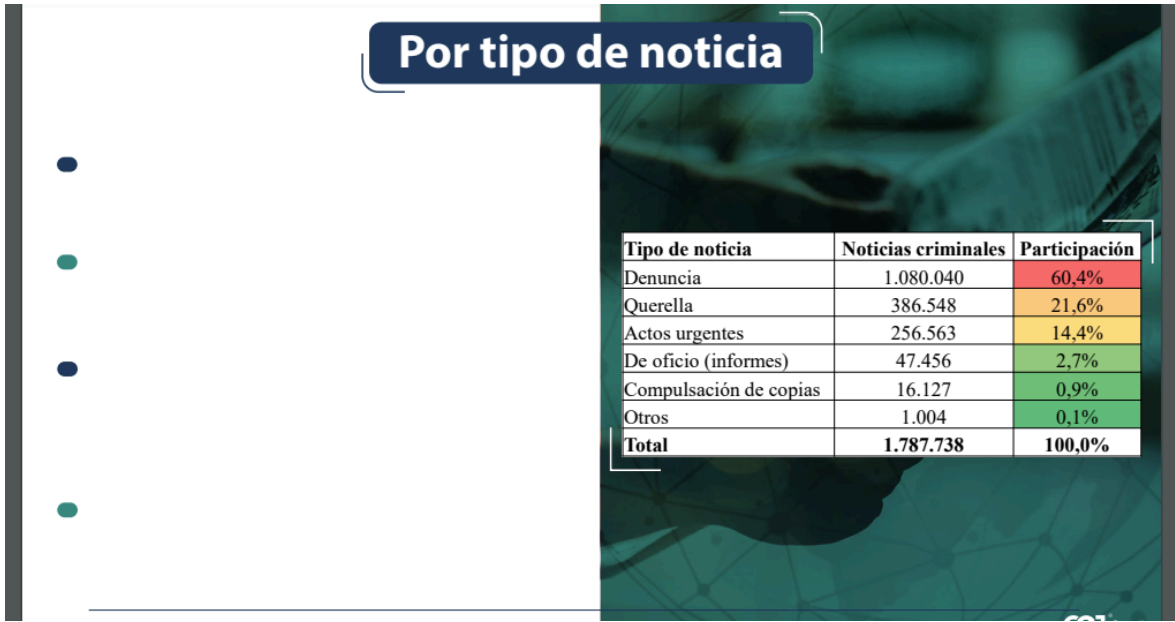 Por tipo de noticia
Tipo de noticia Noticias criminales Participación
Denuncia 1.080.040 60,4%
Querella 386.548 21,6%
Actos urgentes 256.563 14,4%
De oficio (informes) 47.456 2,7%
Compulsación de copias 16.127 0,9%
Otros 1.004 0,1%
Total 1.787.738 100,0%